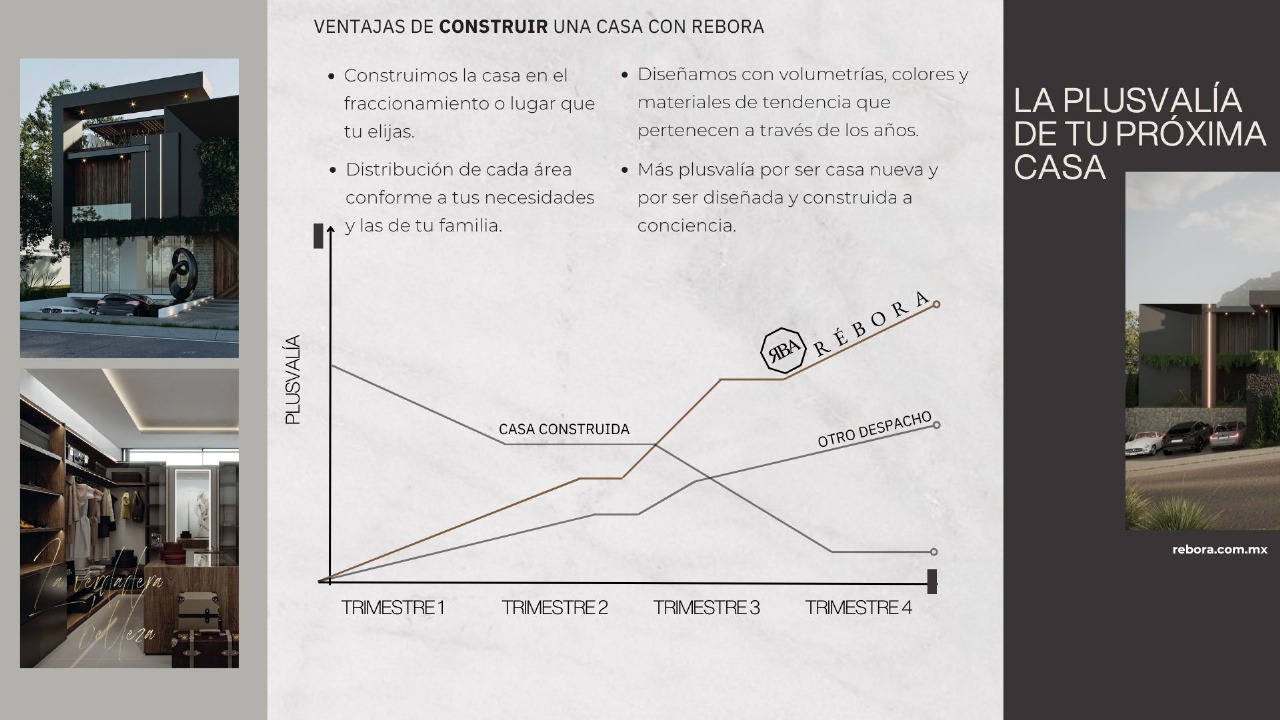 VENTAJAS DE CONSTRUIR UNA CASA CON REBORA
• Construimos la casa en el
fraccionamiento o lugar que
tu elijas.
• Distribución de cada área
conforme a tus necesidades
y las de tu familia.
• Diseñamos con volumetrías, colores y
materiales de tendencia que
pertenecen a través de los años.
• Más plusvalía por ser casa nueva y
por ser diseñada y construida a
conciencia.
LA PLUSVALÍA
DE TU PRÓXIMA
CASA
PLUSVALÍA
CASA CONSTRUIDA
RBA RÉBORA
OTRO DESPACHO
TRIMESTRE 1
TRIMESTRE 2
TRIMESTRE 3
TRIMESTRE 4
La verdadera
belleza
rebora.com.mx